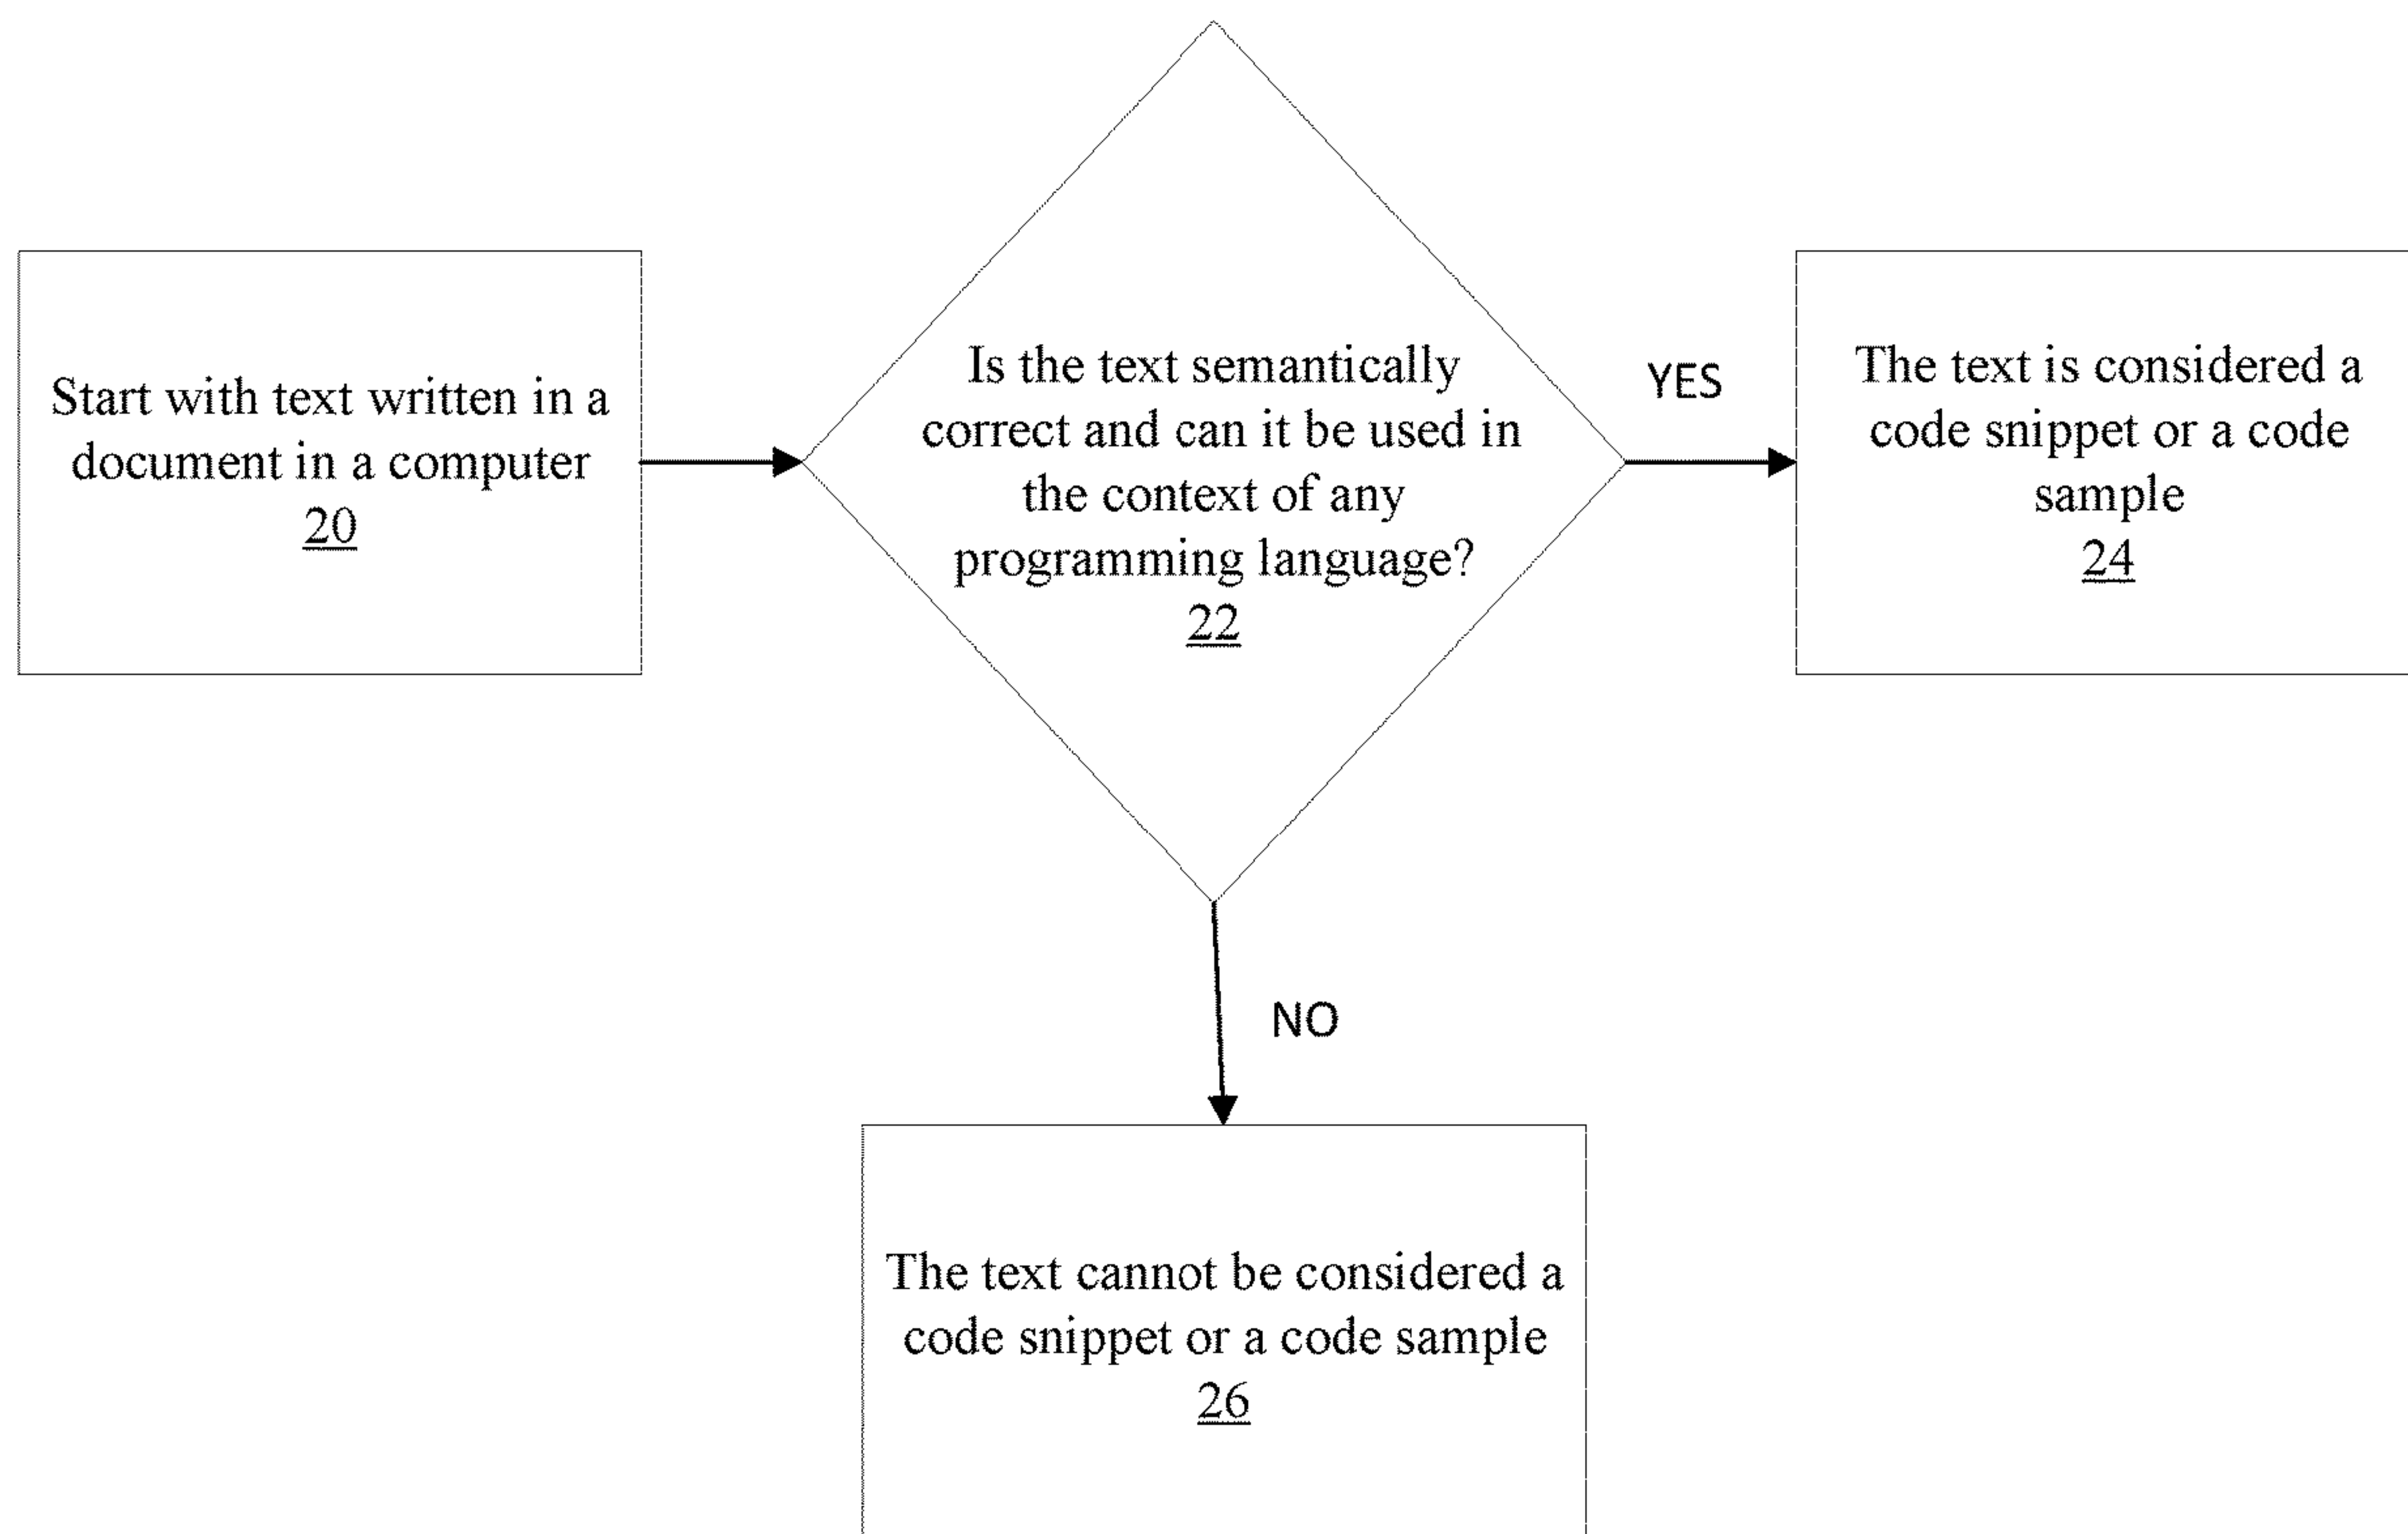 Start with text written in a
document in a computer
20
Is the text semantically
correct and can it be used in
the context of any
programming language?
22
YES
The text is considered a
code snippet or a code
sample
24
NO
The text cannot be considered a
code snippet or a code sample
26